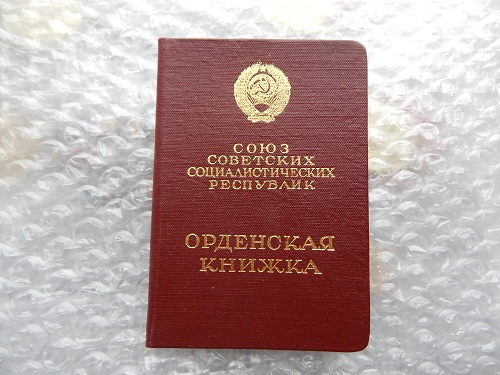 СОЮЗ
СОВЕТСКИХ
СОЦИАЛИСТИЧЕСКИХ
РЕСПУБЛИК
ОРДЕНСКАЯ
КНИЖКА